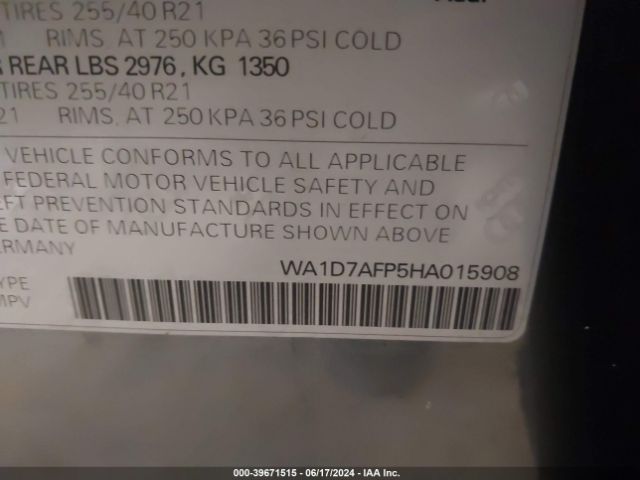 TIRES 255/40 R21
RIMS. AT 250 KPA 36 PSI COLD
REAR LBS 2976, KG 1350
TIRES 255/40 R21
21 RIMS. AT 250 KPA 36 PSI COLD
VEHICLE CONFORMS TO ALL APPLICABLE
FEDERAL MOTOR VEHICLE SAFETY AND
PREVENTION STANDARDS IN EFFECT ON
DATE OF MANUFACTURE SHOWN ABOVE
WA1D7AFP5HA015908
MPV
000-39671515 - 06/17/2024 - IAA Inc.